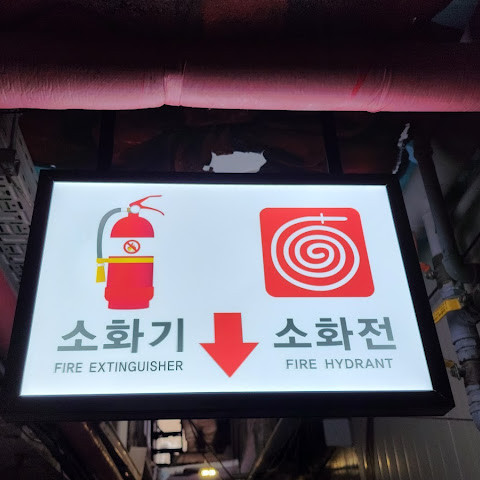 소화기
FIRE EXTINGUISHER
소화전
FIRE HYDRANT